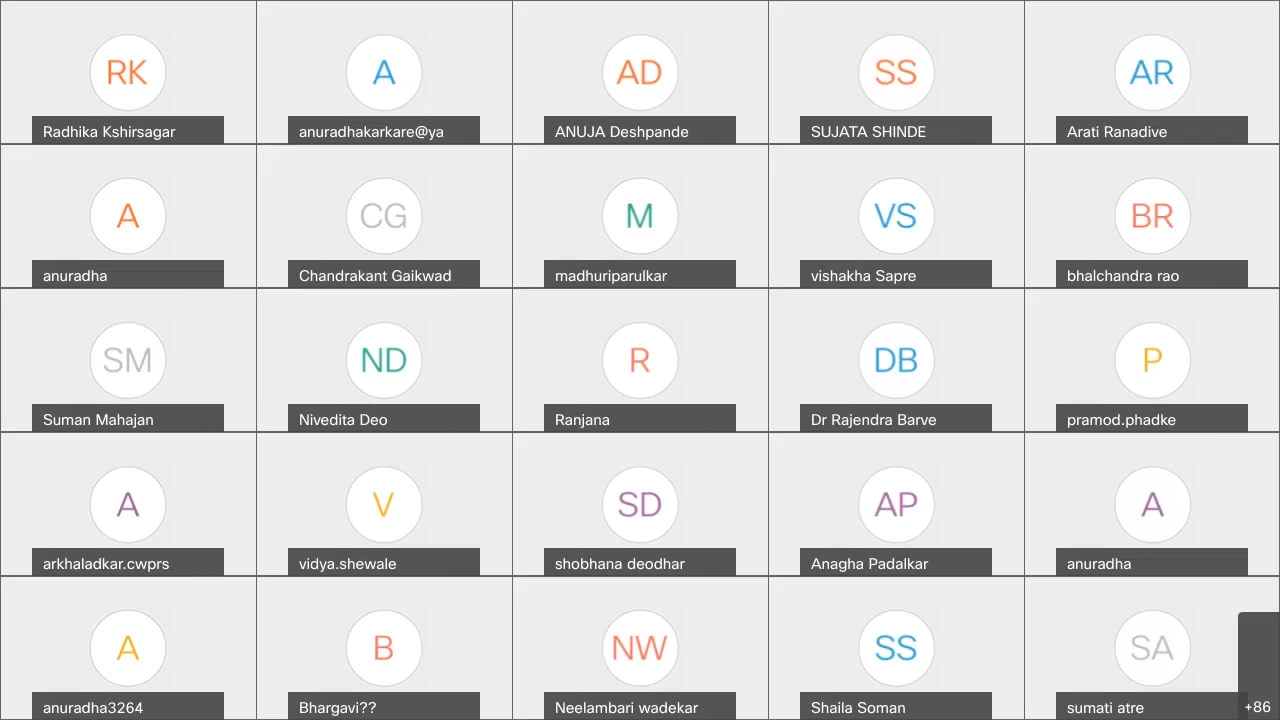 RK
Radhika Kshirsagar
A
anuradhakarkare@ya
AD
ANUJA Deshpande
SS
SUJATA SHINDE
AR
Arati Ranadive
A
anuradha
CG
Chandrakant Gaikwad
M
madhuriparulkar
VS
vishakha Sapre
BR
bhalchandra rao
SM
Suman Mahajan
ND
Nivedita Deo
R
Ranjana
DB
Dr Rajendra Barve
P
pramod.phadke
A
arkhaladkar.cwprs
V
vidya.shewale
SD
shobhana deodhar
AP
Anagha Padalkar
A
anuradha
A
anuradha3264
B
Bhargavi??
NW
Neelambari wadekar
SS
Shaila Soman
SA
sumati atre
+86